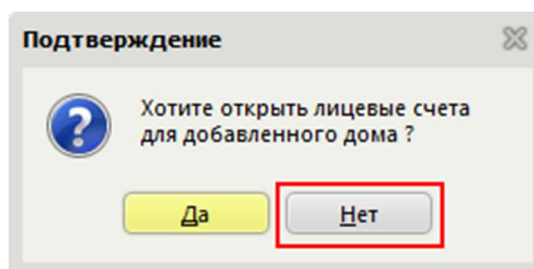 Подтверждение
Хотите открыть лицевые счета
для добавленного дома ?
Да
Нет